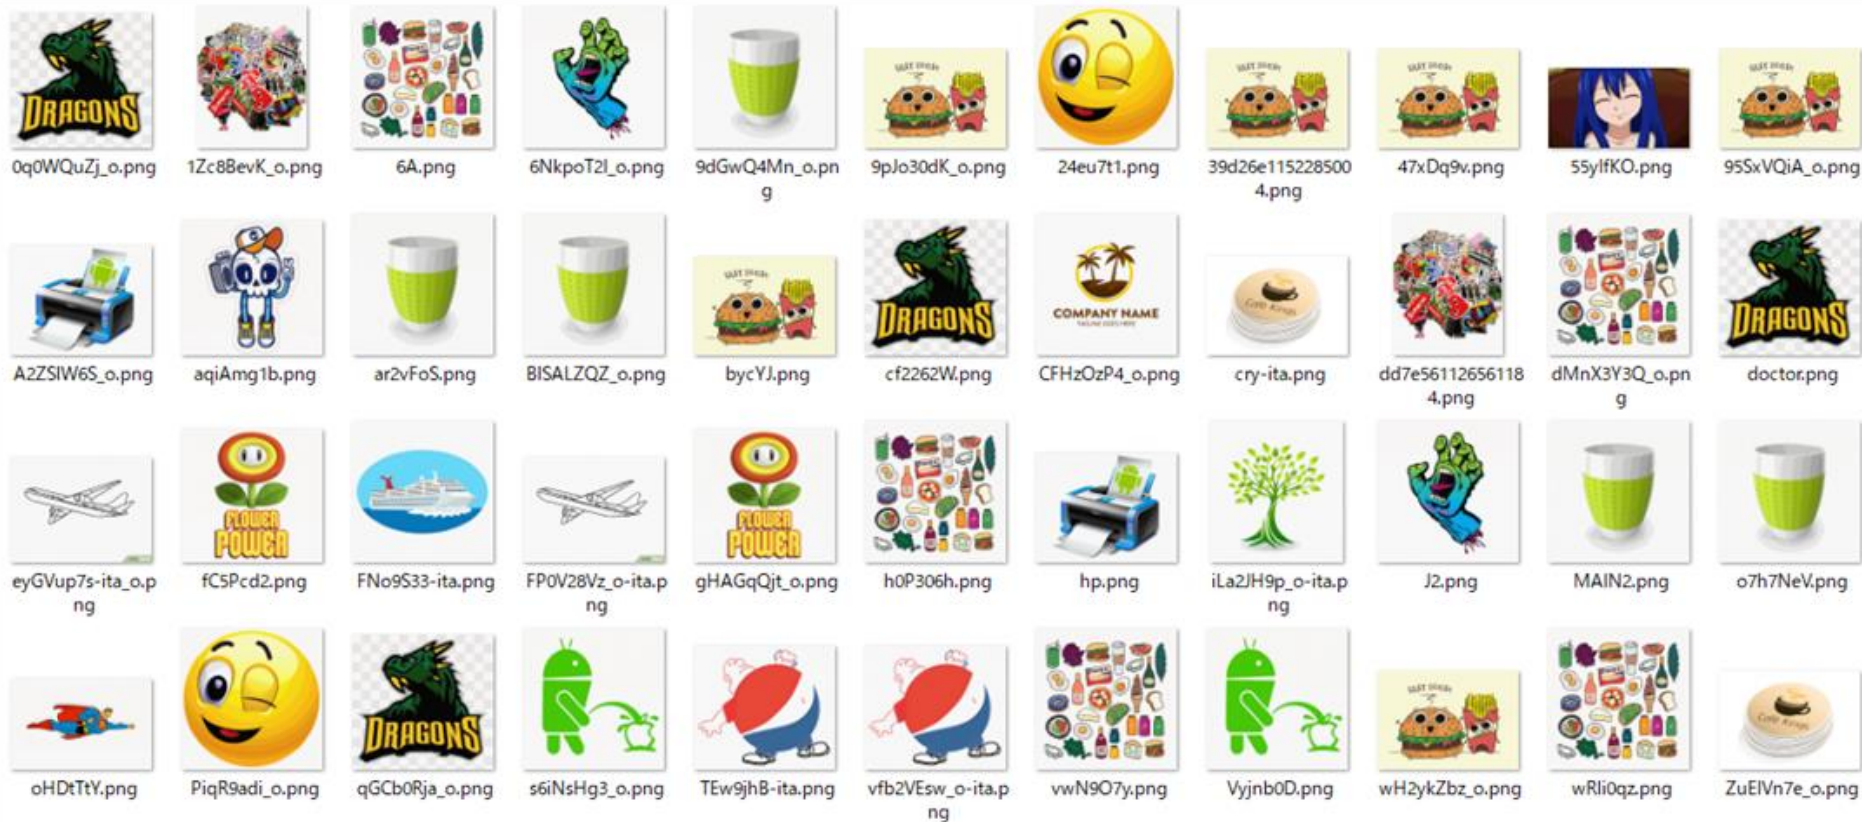 DRAGONS
0q0WQuZj_o.png
1Zc8BevK_o.png
6A.png
6NkpoT2l_o.png
9dGwQ4Mn_o.pn
g
9pJo30dK_o.png
24eu7t1.png
39d26e115228500
4.png
47xDq9v.png
55ylfKO.png
95SxVQiA_o.png
COMPANY NAME
Café Kings
DRAGONS
DRAGONS
A2ZSIW6S_o.png
aqiAmg1b.png
ar2vFoS.png
BISALZQZ_o.png
bycYJ.png
cf2262W.png
CFHzOzP4_o.png
cry-ita.png
dd7e56112656118
4.png
dMnX3Y3Q_o.pn
g
doctor.png
FLOWER
POWER
FLOWER
POWER
eyGVup7s-ita_o.p
ng
fC5Pcd2.png
FNo9S33-ita.png
FP0V28Vz_o-ita.p
ng
gHAGqQjt_o.png
h0P306h.png
hp.png
iLa2JH9p_o-ita.p
ng
J2.png
MAIN2.png
o7h7NeV.png
DRAGONS
Café Kings
oHDtTtY.png
PiqR9adi_o.png
qGCb0Rja_o.png
s6iNsHg3_o.png
TEw9jhB-ita.png
vfb2VEsw_o-ita.p
ng
vwN9O7y.png
Vyjnb0D.png
wH2ykZbz_o.png
wRli0qz.png
ZuElVn7e_o.png